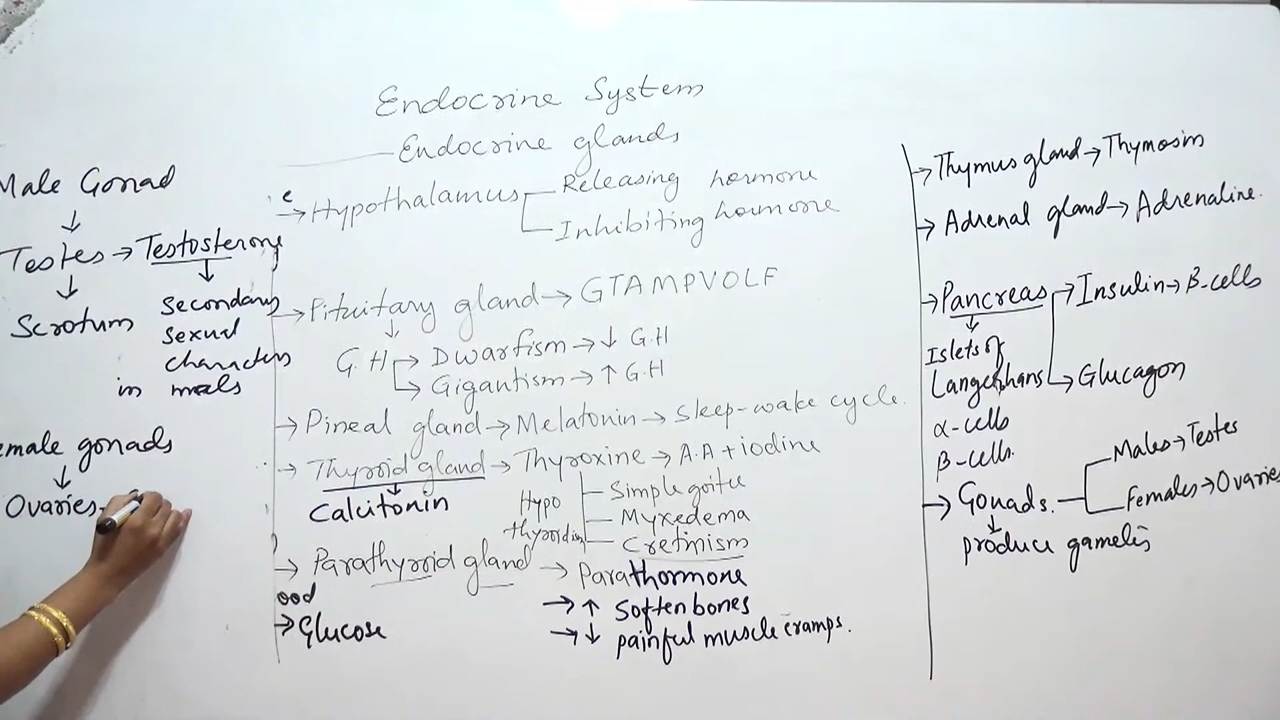 Endocrine System
Endocrine glands
Male Gonad
Testes → Testosterone
Scrotum
Secondary
sexual
characters
in males
emale gonads
Ovaries
→ Hypothalamus
Releasing hormone
Inhibiting hormone
→ Pituitary gland → GTAMPVOLF
G.H → Dwarfism → ↓ G.H
→ Gigantism → ↑ G.H
→ Pineal gland → Melatonin → Sleep-wake cycle.
→ Thyroid gland → Thyroxine → A.A + iodine
Calcitonin
Hypo
thyroidism
Simple goitre
Myxedema
Cretinism
→ Parathyroid gland → Parathormone
→ ↑ Soften bones
→ ↓ painful muscle cramps.
ood
→ Glucose
→ Thymus gland → Thymosin
→ Adrenal gland → Adrenaline.
→ Pancreas → Insulin → B-cells
→ Glucagon
Islets of
Langerhans
α-cells
β-cells.
→ Gonads.
Males → Testes
Females → Ovaries
produce gametes